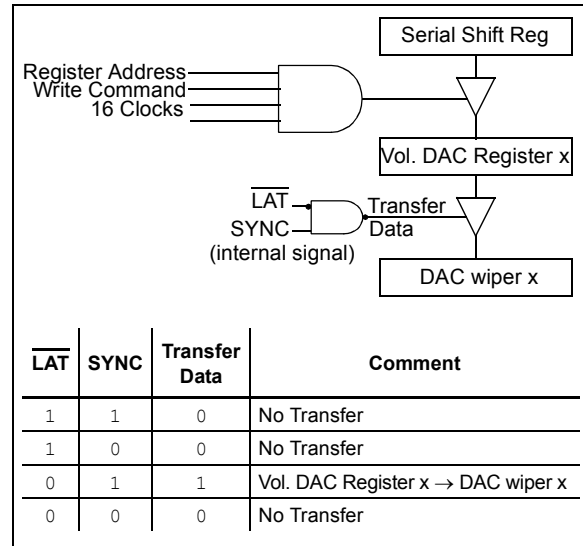 Serial Shift Reg
Register Address
Write Command
16 Clocks
Vol. DAC Register x
LAT
SYNC
(internal signal)
Transfer
Data
DAC wiper x
LAT SYNC Transfer Data Comment
1 1 0 No Transfer
1 0 0 No Transfer
0 1 1 Vol. DAC Register x → DAC wiper x
0 0 0 No Transfer